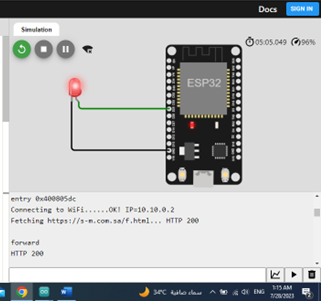 Docs
SIGN IN
Simulation
05:05.049
96%
ESP32
entry 0x400805dc
Connecting to WiFi......OK! IP=10.10.0.2
Fetching https://s-m.com.sa/f.html... HTTP 200
forward
HTTP 200
34°C سماء صافية
ENG
1:15 AM
7/28/2023